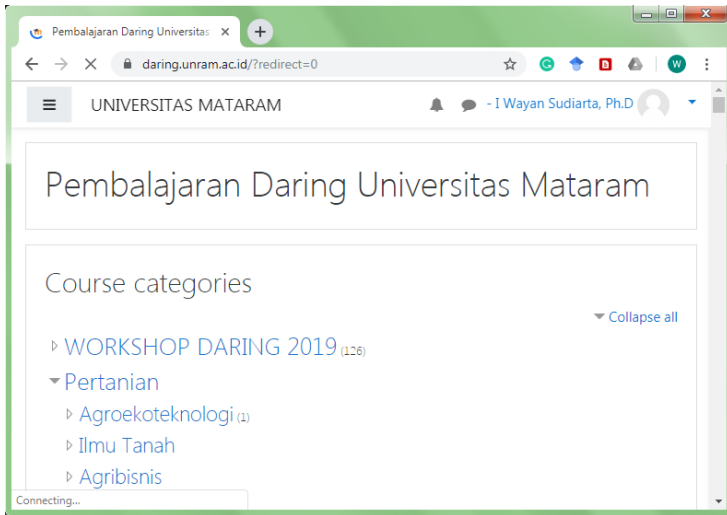 Pembalajaran Daring Universitas
daring.unram.ac.id/?redirect=0
W
UNIVERSITAS MATARAM
- I Wayan Sudiarta, Ph.D
Pembalajaran Daring Universitas Mataram
Course categories
Collapse all
WORKSHOP DARING 2019 (126)
Pertanian
Agroekoteknologi (1)
Ilmu Tanah
Agribisnis
Connecting...